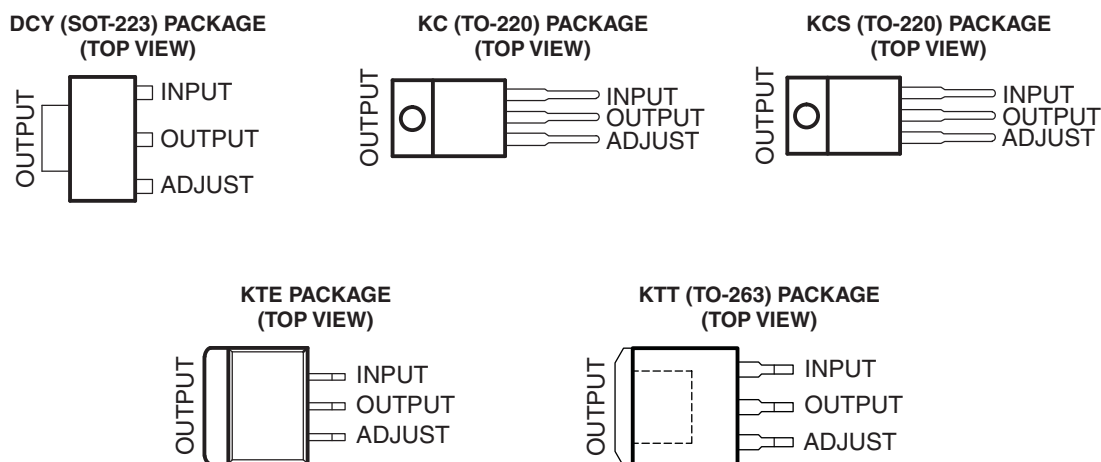 DCY (SOT-223) PACKAGE
(TOP VIEW)
OUTPUT
INPUT
OUTPUT
ADJUST
KC (TO-220) PACKAGE
(TOP VIEW)
OUTPUT
INPUT
OUTPUT
ADJUST
KCS (TO-220) PACKAGE
(TOP VIEW)
OUTPUT
INPUT
OUTPUT
ADJUST
KTE PACKAGE
(TOP VIEW)
OUTPUT
INPUT
OUTPUT
ADJUST
KTT (TO-263) PACKAGE
(TOP VIEW)
OUTPUT
INPUT
OUTPUT
ADJUST